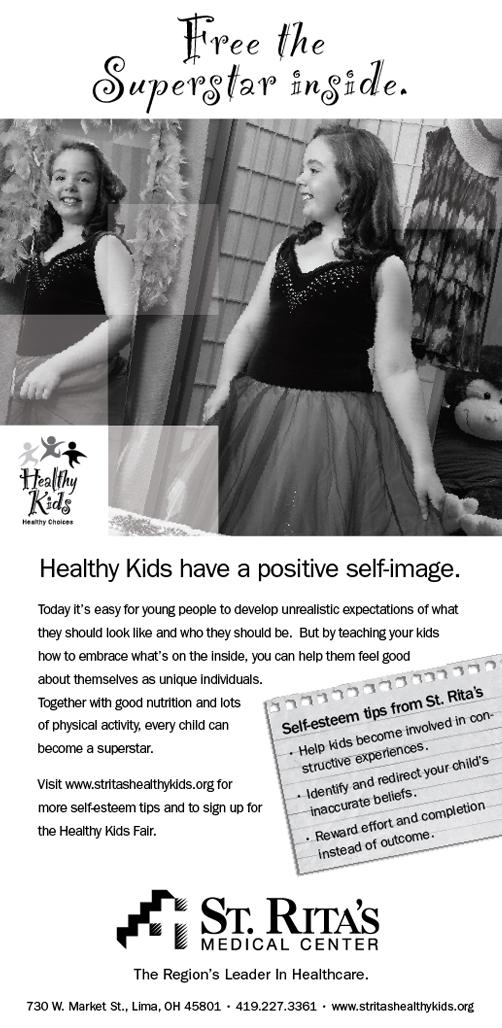 Free the
Superstar inside.
Healthy
Kids
Healthy Choices
Healthy Kids have a positive self-image.
Today it's easy for young people to develop unrealistic expectations of what
they should look like and who they should be. But by teaching your kids
how to embrace what's on the inside, you can help them feel good
about themselves as unique individuals.
Together with good nutrition and lots
of physical activity, every child can
become a superstar.
Visit www.stritashealthykids.org for
more self-esteem tips and to sign up for
the Healthy Kids Fair.
Self-esteem tips from St. Rita's
· Help kids become involved in con-
structive experiences.
· Identify and redirect your child's
inaccurate beliefs.
· Reward effort and completion
instead of outcome.
ST. RITA'S
MEDICAL CENTER
The Region's Leader In Healthcare.
730 W. Market St., Lima, OH 45801 · 419.227.3361 · www.stritashealthykids.org